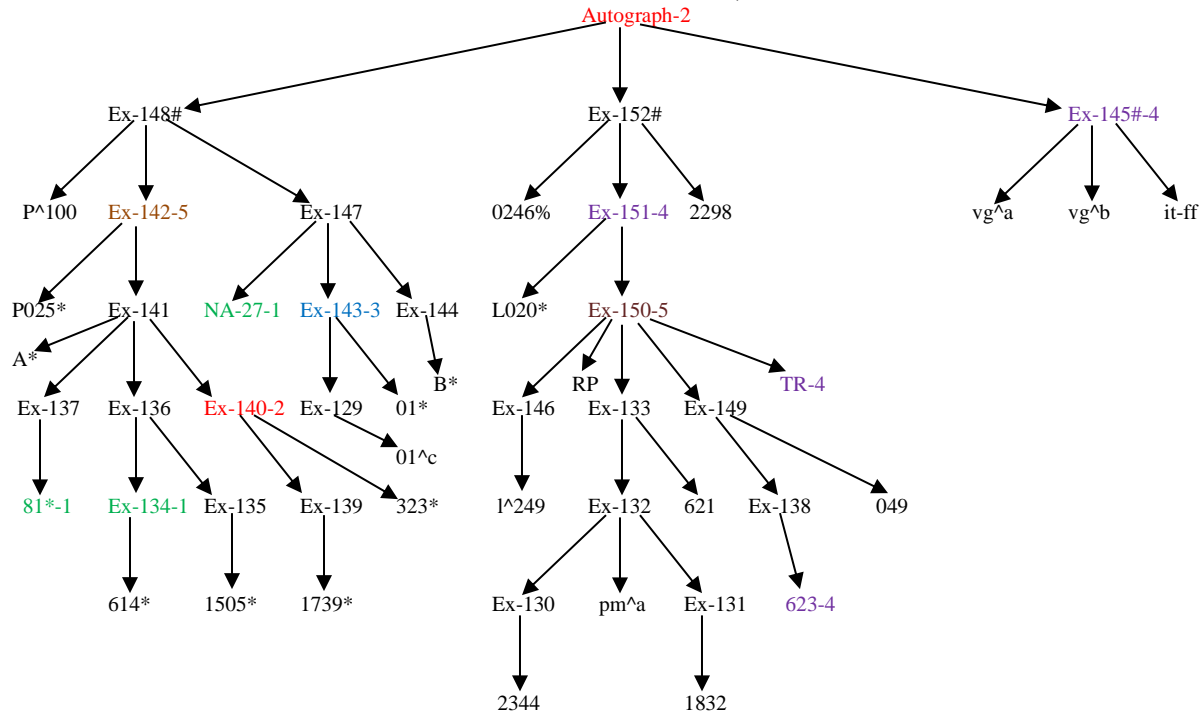 Autograph-2
Ex-148# Ex-152# Ex-145#-4
P^100 Ex-142-5 Ex-147 0246% Ex-151-4 2298 vg^a vg^b it-ff
P025* Ex-141 NA-27-1 Ex-143-3 Ex-144 L020* Ex-150-5
A* B* RP TR-4
Ex-137 Ex-136 Ex-140-2 Ex-129 01* Ex-146 Ex-133 Ex-149
01^c
81*-1 Ex-134-1 Ex-135 Ex-139 323* l^249 Ex-132 621 Ex-138 049
614* 1505* 1739* Ex-130 pm^a Ex-131 623-4
2344 1832